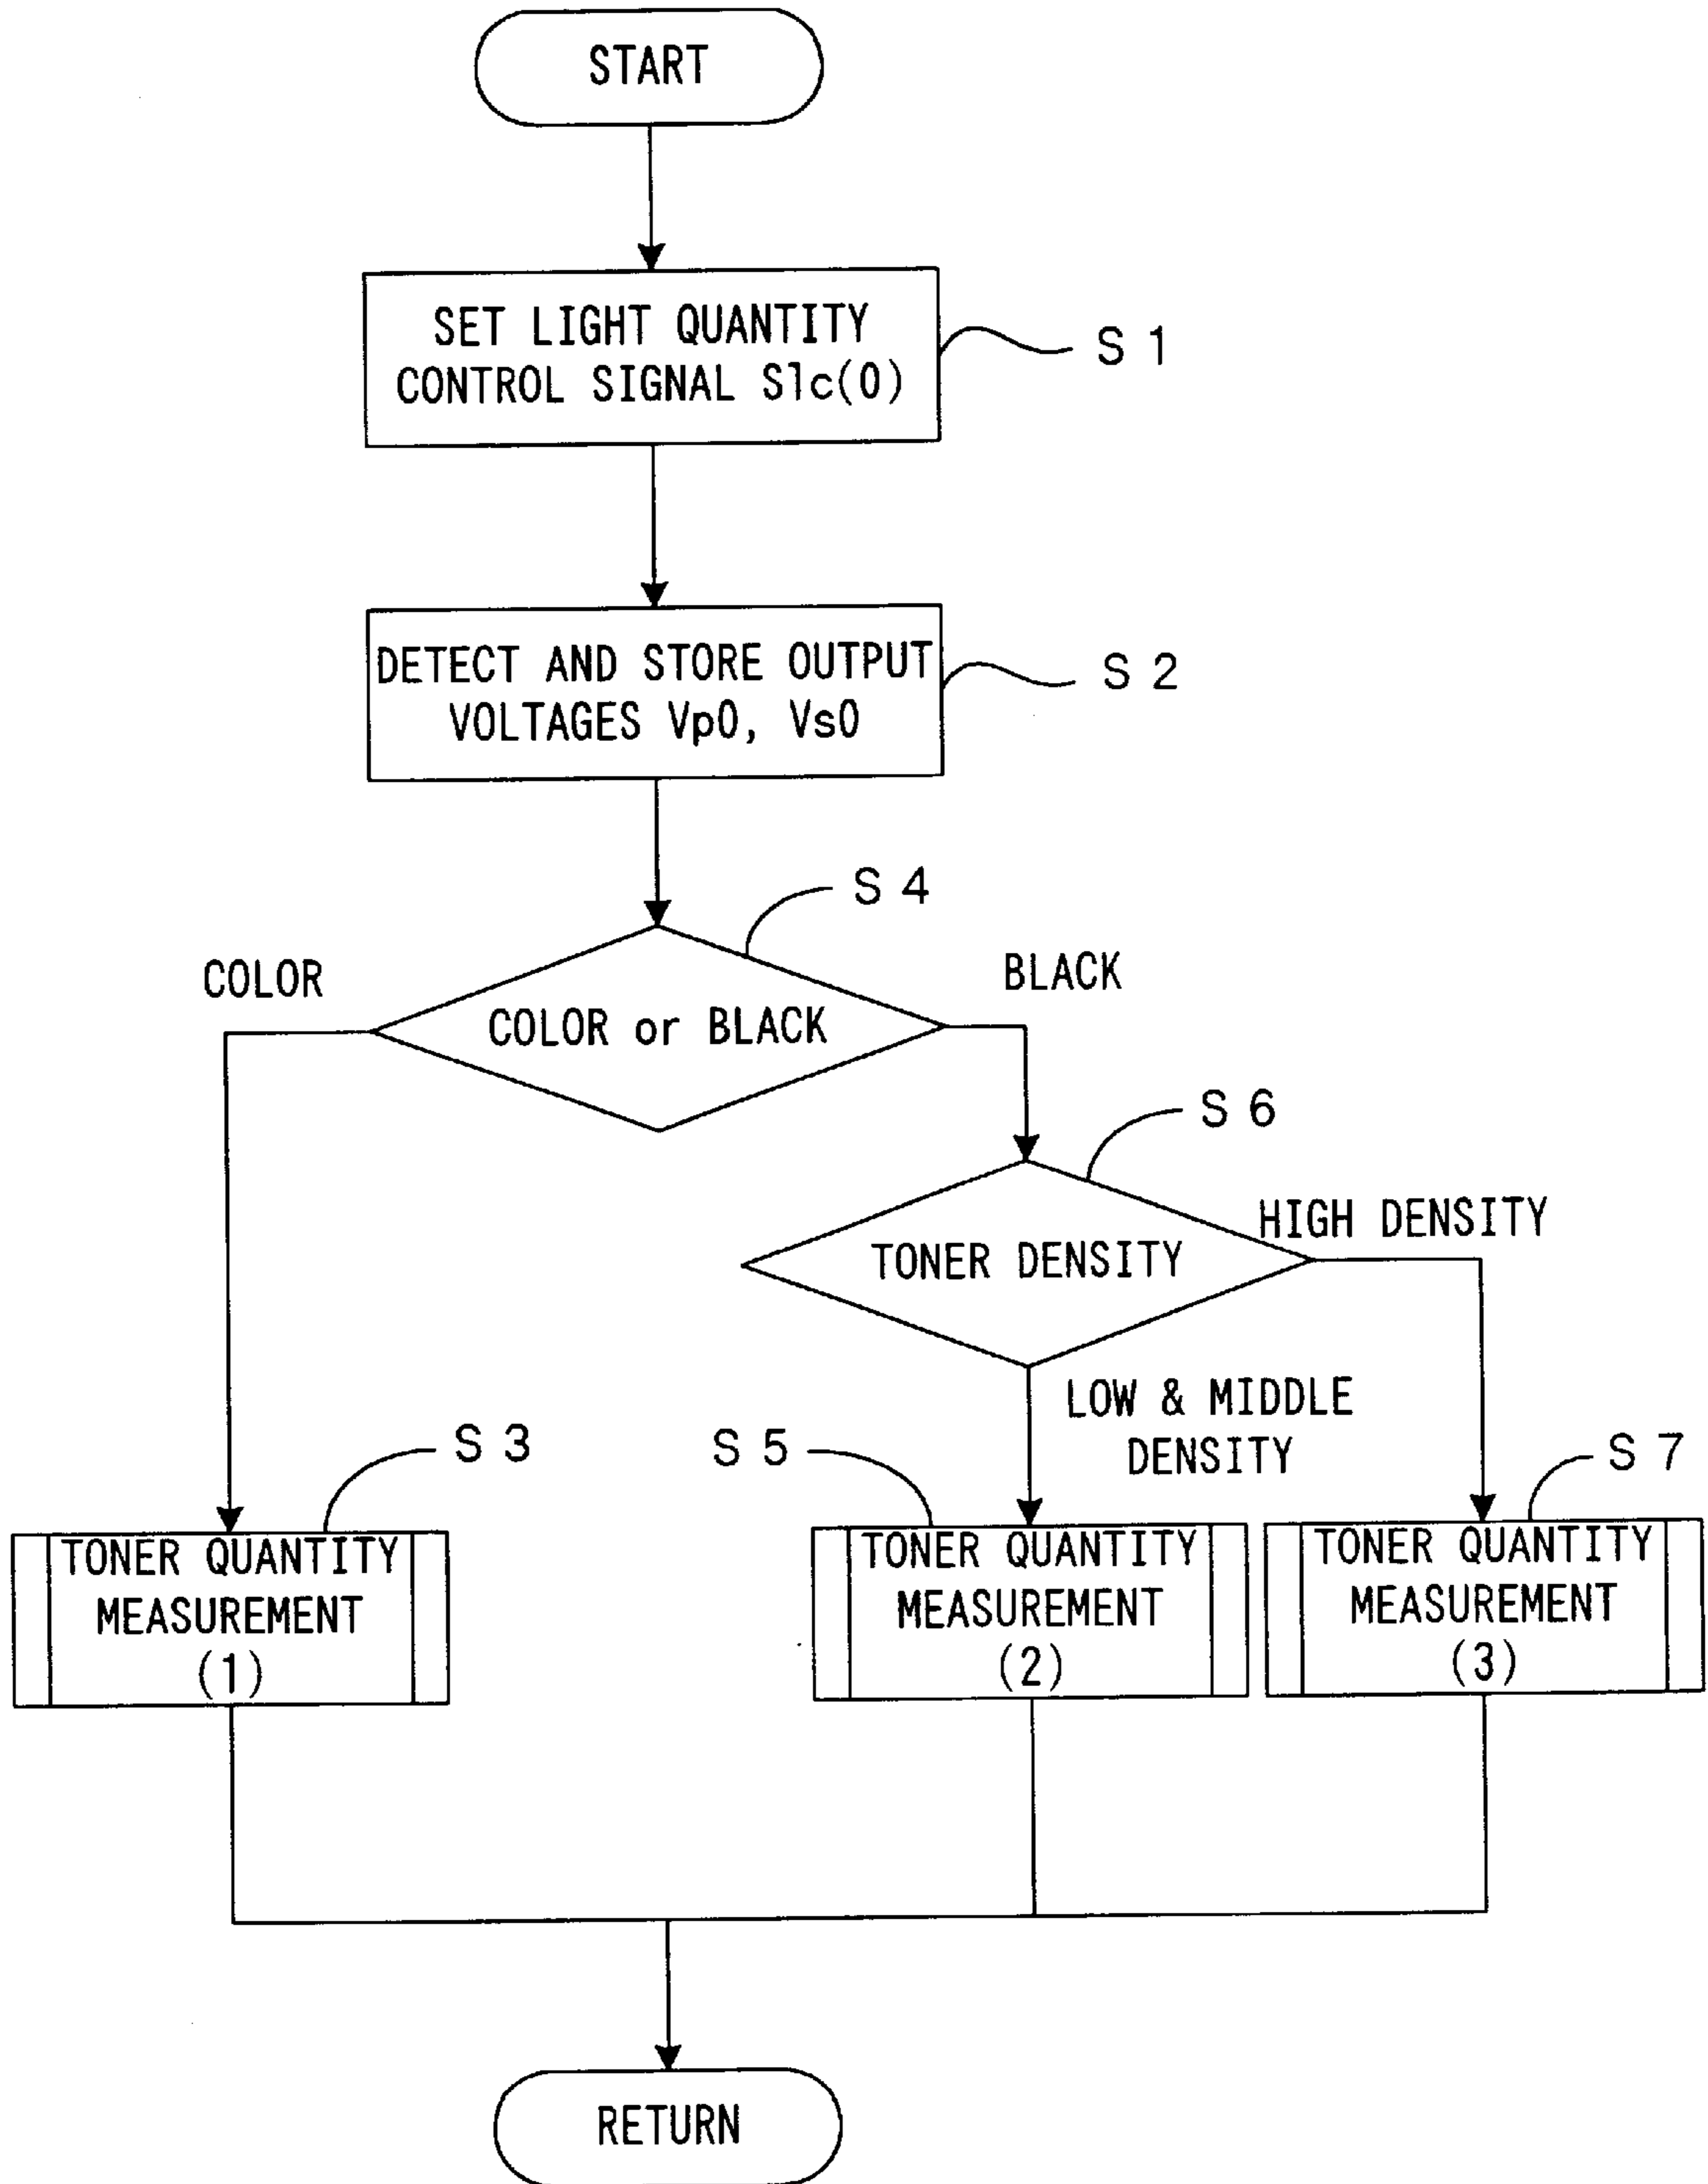 START
SET LIGHT QUANTITY
CONTROL SIGNAL Slc(0)
S 1
DETECT AND STORE OUTPUT
VOLTAGES Vp0, Vs0
S 2
S 4
COLOR
BLACK
COLOR or BLACK
S 6
HIGH DENSITY
TONER DENSITY
LOW & MIDDLE
DENSITY
S 3
S 5
S 7
TONER QUANTITY
MEASUREMENT
(1)
TONER QUANTITY
MEASUREMENT
(2)
TONER QUANTITY
MEASUREMENT
(3)
RETURN